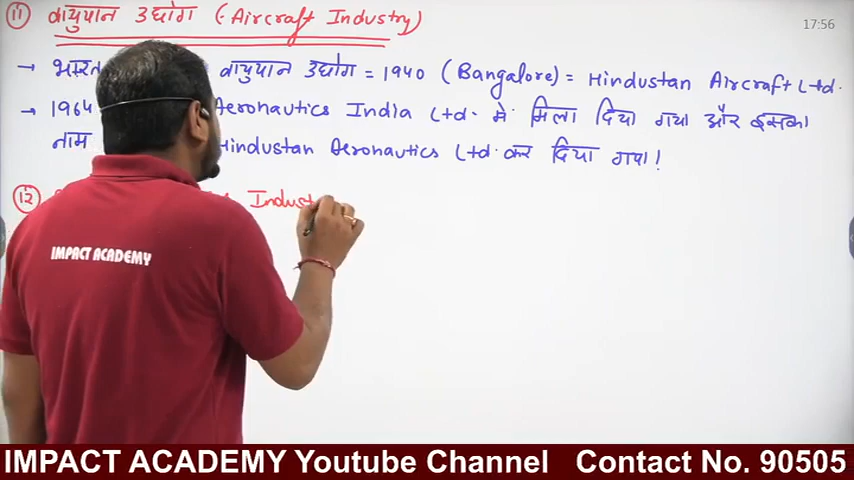 11 वायुयान उद्योग (Aircraft Industry)
17:56
→ भारत वायुयान उद्योग = 1940 (Bangalore) = Hindustan Aircraft Ltd.
→ 1964 Aeronautics India Ltd. में मिला दिया गया और इसका
नाम Hindustan Aeronautics Ltd. कर दिया गया!
12 Indust
IMPACT ACADEMY
IMPACT ACADEMY Youtube Channel Contact No. 90505